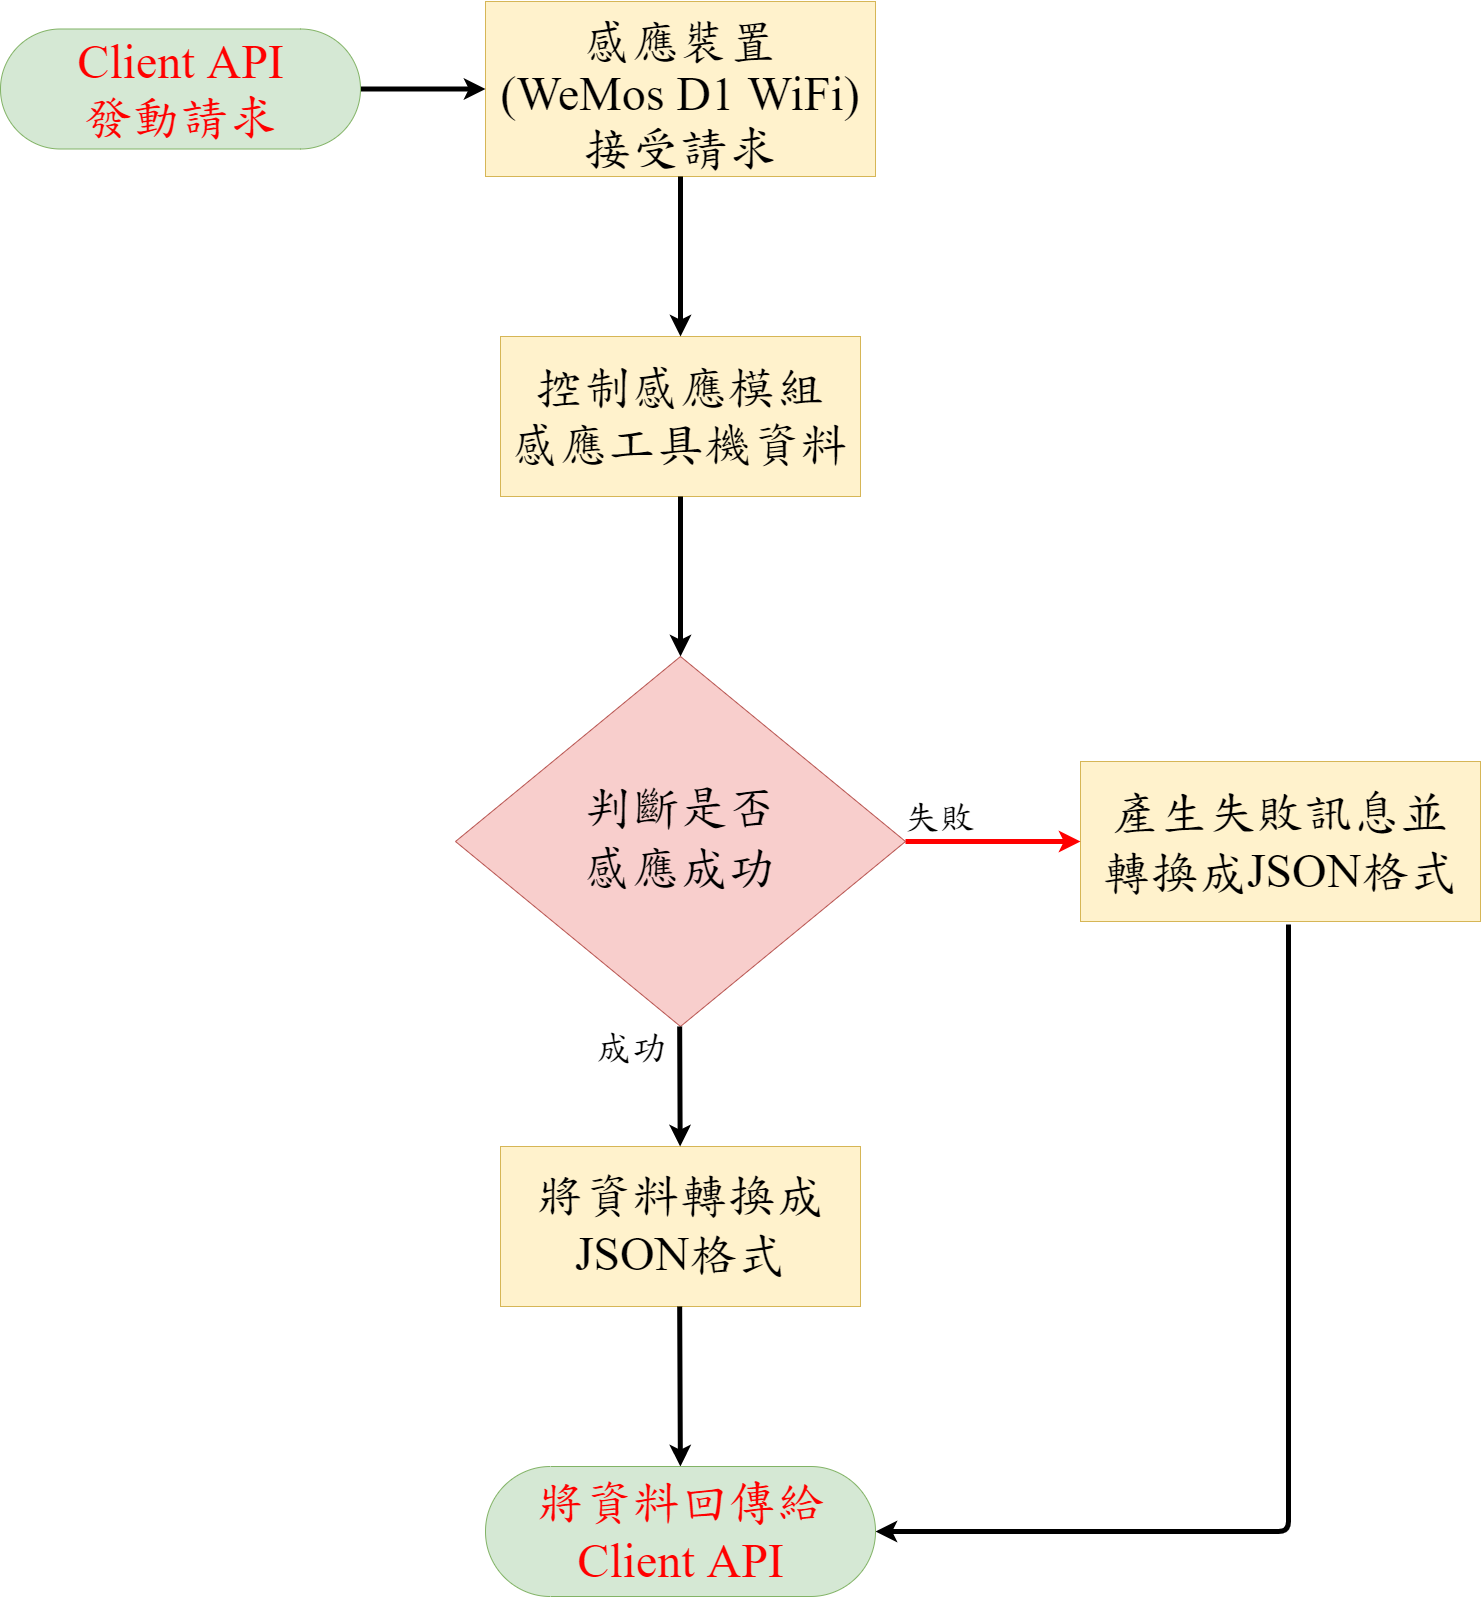 Client API
發動請求
感應裝置
(WeMos D1 WiFi)
接受請求
控制感應模組
感應工具機資料
判斷是否
感應成功
失敗
產生失敗訊息並
轉換成JSON格式
成功
將資料轉換成
JSON格式
將資料回傳給
Client API